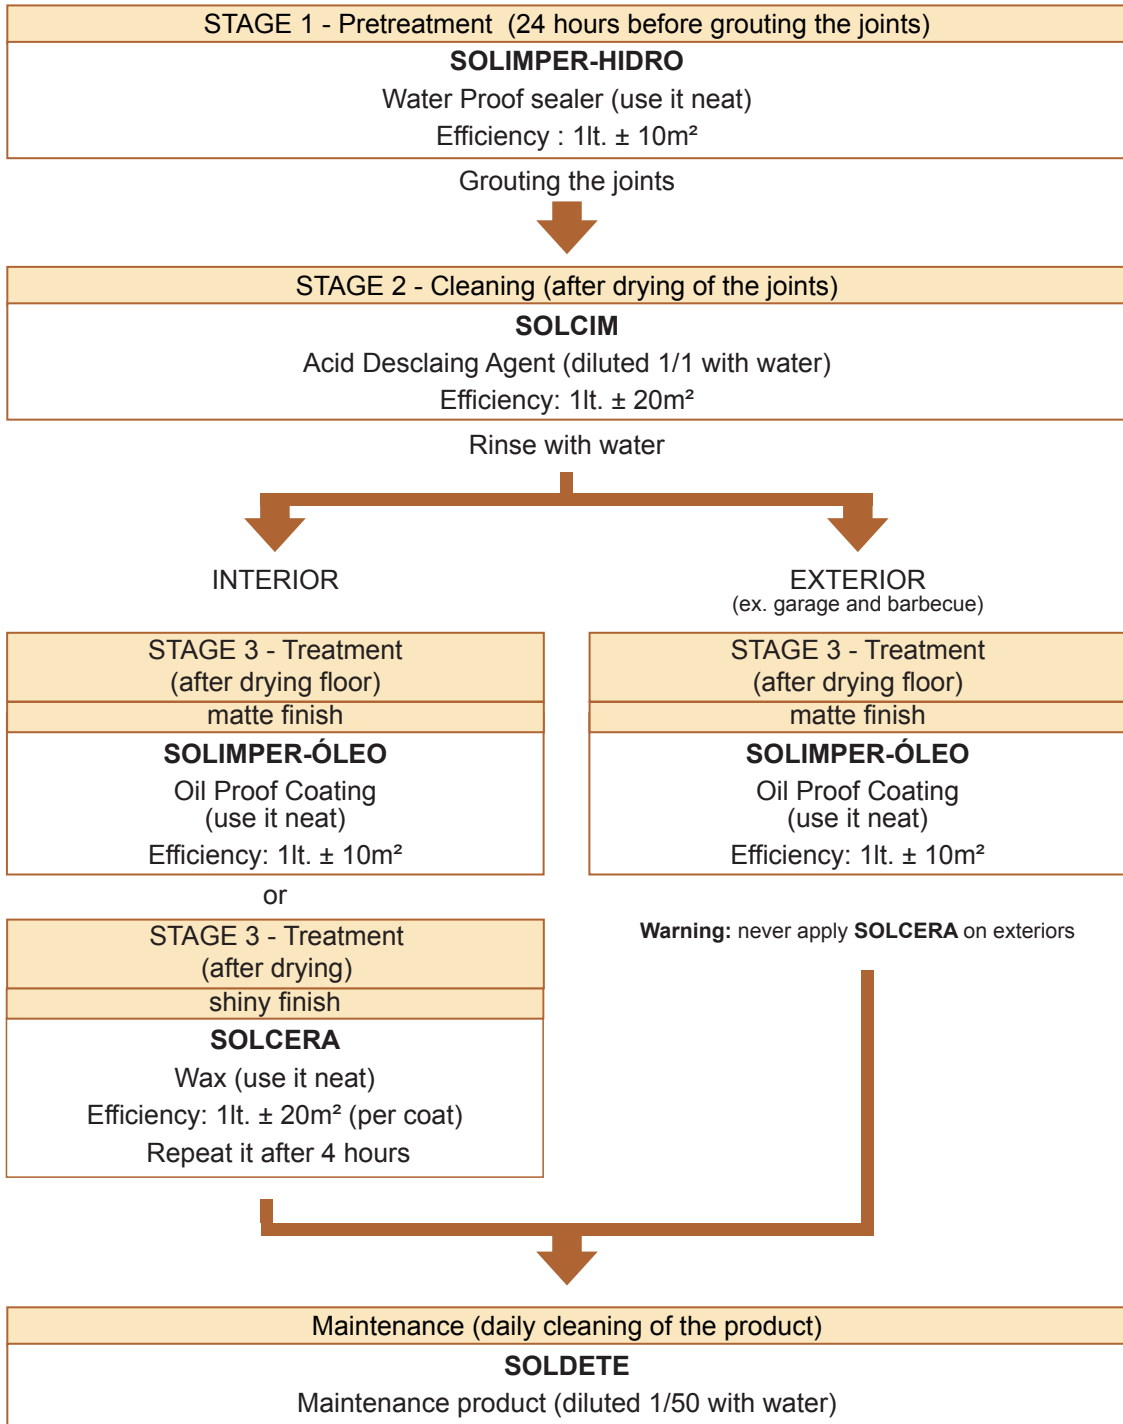 STAGE 1 - Pretreatment (24 hours before grouting the joints)
SOLIMPER-HIDRO
Water Proof sealer (use it neat)
Efficiency : 1lt. ± 10m²
Grouting the joints
STAGE 2 - Cleaning (after drying of the joints)
SOLCIM
Acid Desclaing Agent (diluted 1/1 with water)
Efficiency: 1lt. ± 20m²
Rinse with water
INTERIOR
STAGE 3 - Treatment
(after drying floor)
matte finish
SOLIMPER-ÓLEO
Oil Proof Coating
(use it neat)
Efficiency: 1lt. ± 10m²
or
STAGE 3 - Treatment
(after drying)
shiny finish
SOLCERA
Wax (use it neat)
Efficiency: 1lt. ± 20m² (per coat)
Repeat it after 4 hours
EXTERIOR
(ex. garage and barbecue)
STAGE 3 - Treatment
(after drying floor)
matte finish
SOLIMPER-ÓLEO
Oil Proof Coating
(use it neat)
Efficiency: 1lt. ± 10m²
Warning: never apply SOLCERA on exteriors
Maintenance (daily cleaning of the product)
SOLDETE
Maintenance product (diluted 1/50 with water)